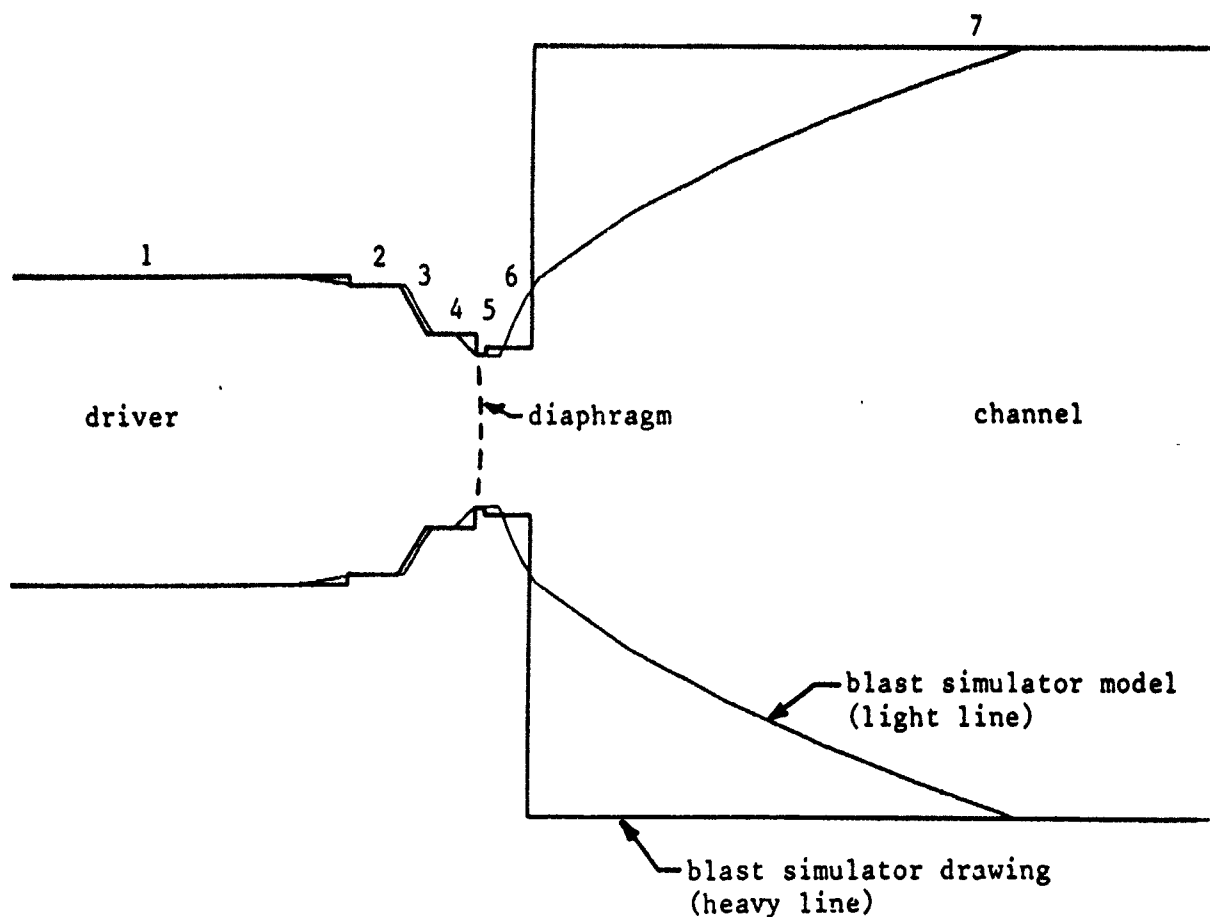 7
1
2
3
6
4
5
driver
diaphragm
channel
blast simulator model
(light line)
blast simulator drawing
(heavy line)